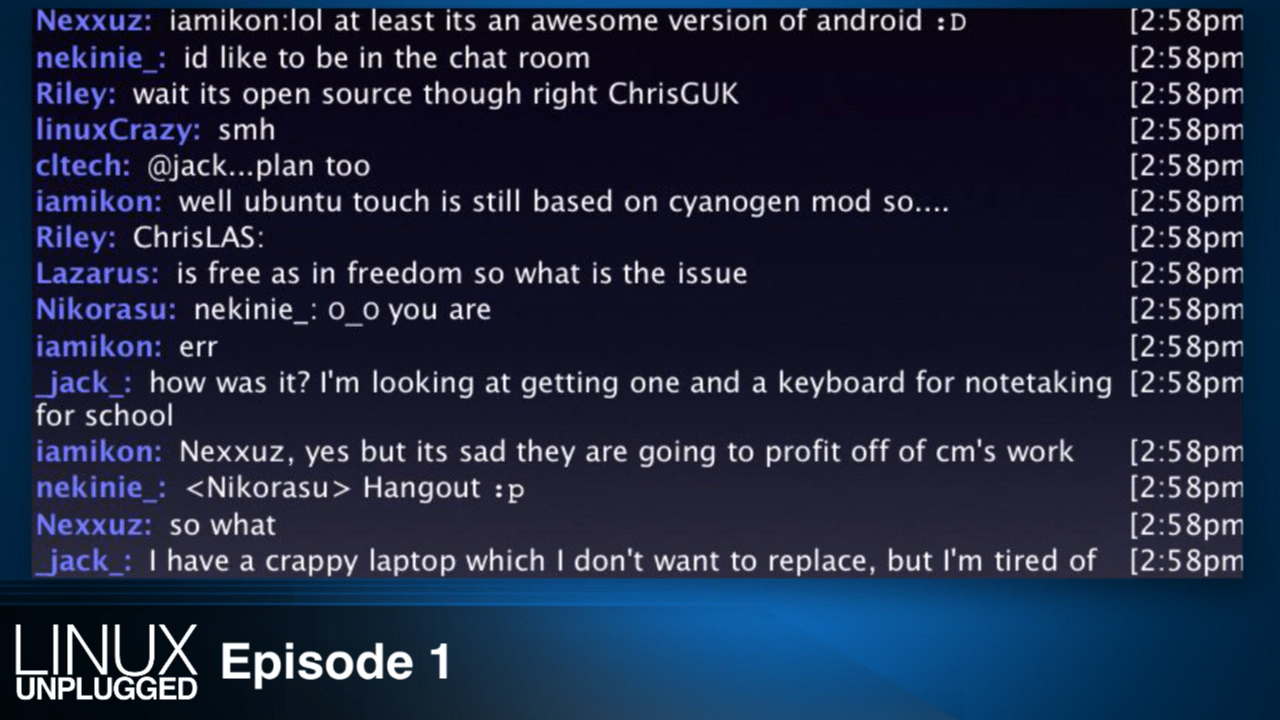 Nexxuz: iamikon:lol at least its an awesome version of android :D [2:58pm
nekinie_: id like to be in the chat room [2:58pm
Riley: wait its open source though right ChrisGUK [2:58pm
linuxCrazy: smh [2:58pm
cltech: @jack...plan too [2:58pm
iamikon: well ubuntu touch is still based on cyanogen mod so.... [2:58pm
Riley: ChrisLAS: [2:58pm
Lazarus: is free as in freedom so what is the issue [2:58pm
Nikorasu: nekinie_: o_o you are [2:58pm
iamikon: err [2:58pm
_jack_: how was it? I'm looking at getting one and a keyboard for notetaking [2:58pm
for school
iamikon: Nexxuz, yes but its sad they are going to profit off of cm's work [2:58pm
nekinie_: <Nikorasu> Hangout :p [2:58pm
Nexxuz: so what [2:58pm
_jack_: I have a crappy laptop which I don't want to replace, but I'm tired of [2:58pm
LINUX
UNPLUGGED
Episode 1